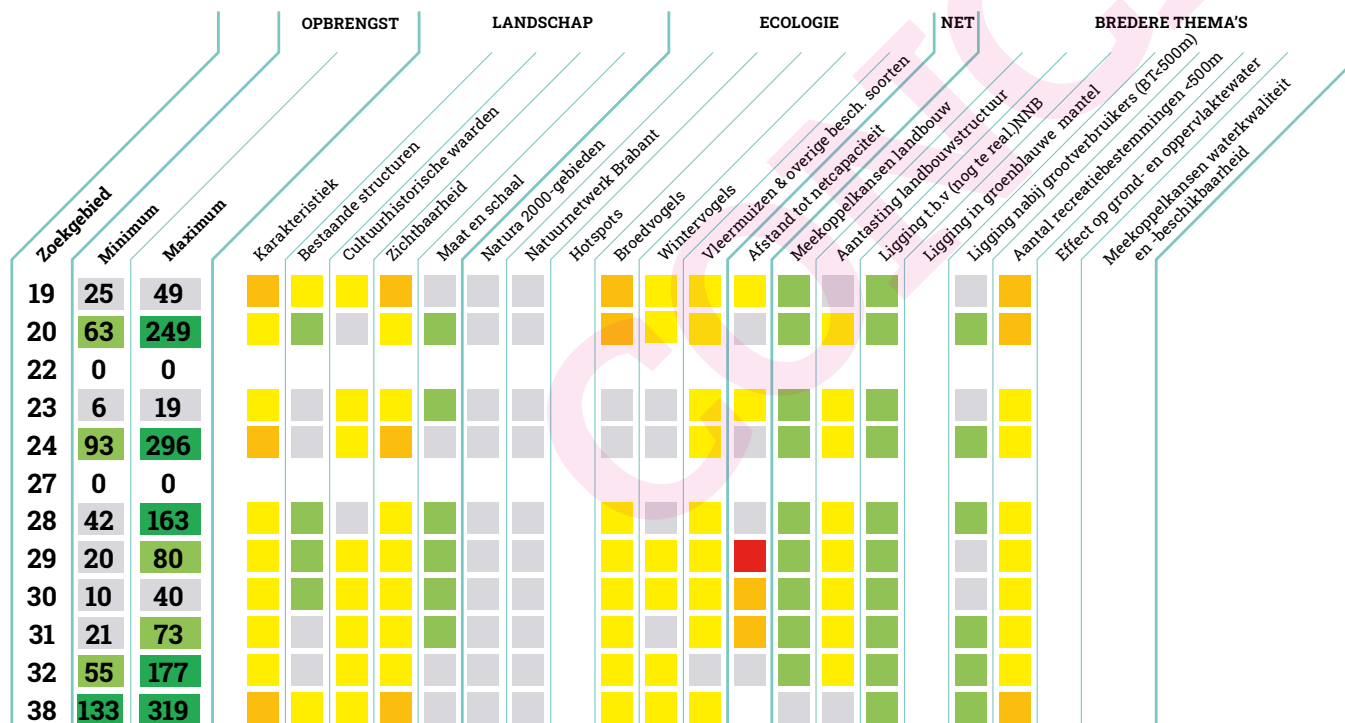 OPBRENGST LANDSCHAP ECOLOGIE NET BREDERE THEMA'S
Zoekgebied
Minimum
Maximum
Karakteristiek
Bestaande structuren
Cultuurhistorische waarden
Zichtbaarheid
Maat en schaal
Natura 2000-gebieden
Natuurnetwerk Brabant
Hotspots
Broedvogels
Wintervogels
Vleermuizen & overige besch. soorten
Afstand tot netcapaciteit
Meekoppelkansen landbouw
Aantasting landbouwstructuur
Ligging t.b.v (nog te real.)NNB
Ligging in groenblauwe mantel
Ligging nabij grootverbruikers (BT<500m)
Aantal recreatiebestemmingen <500m
Effect op grond- en oppervlaktewater
Meekoppelkansen waterkwaliteit
en -beschikbaarheid
19 25 49
20 63 249
22 0 0
23 6 19
24 93 296
27 0 0
28 42 163
29 20 80
30 10 40
31 21 73
32 55 177
38 133 319